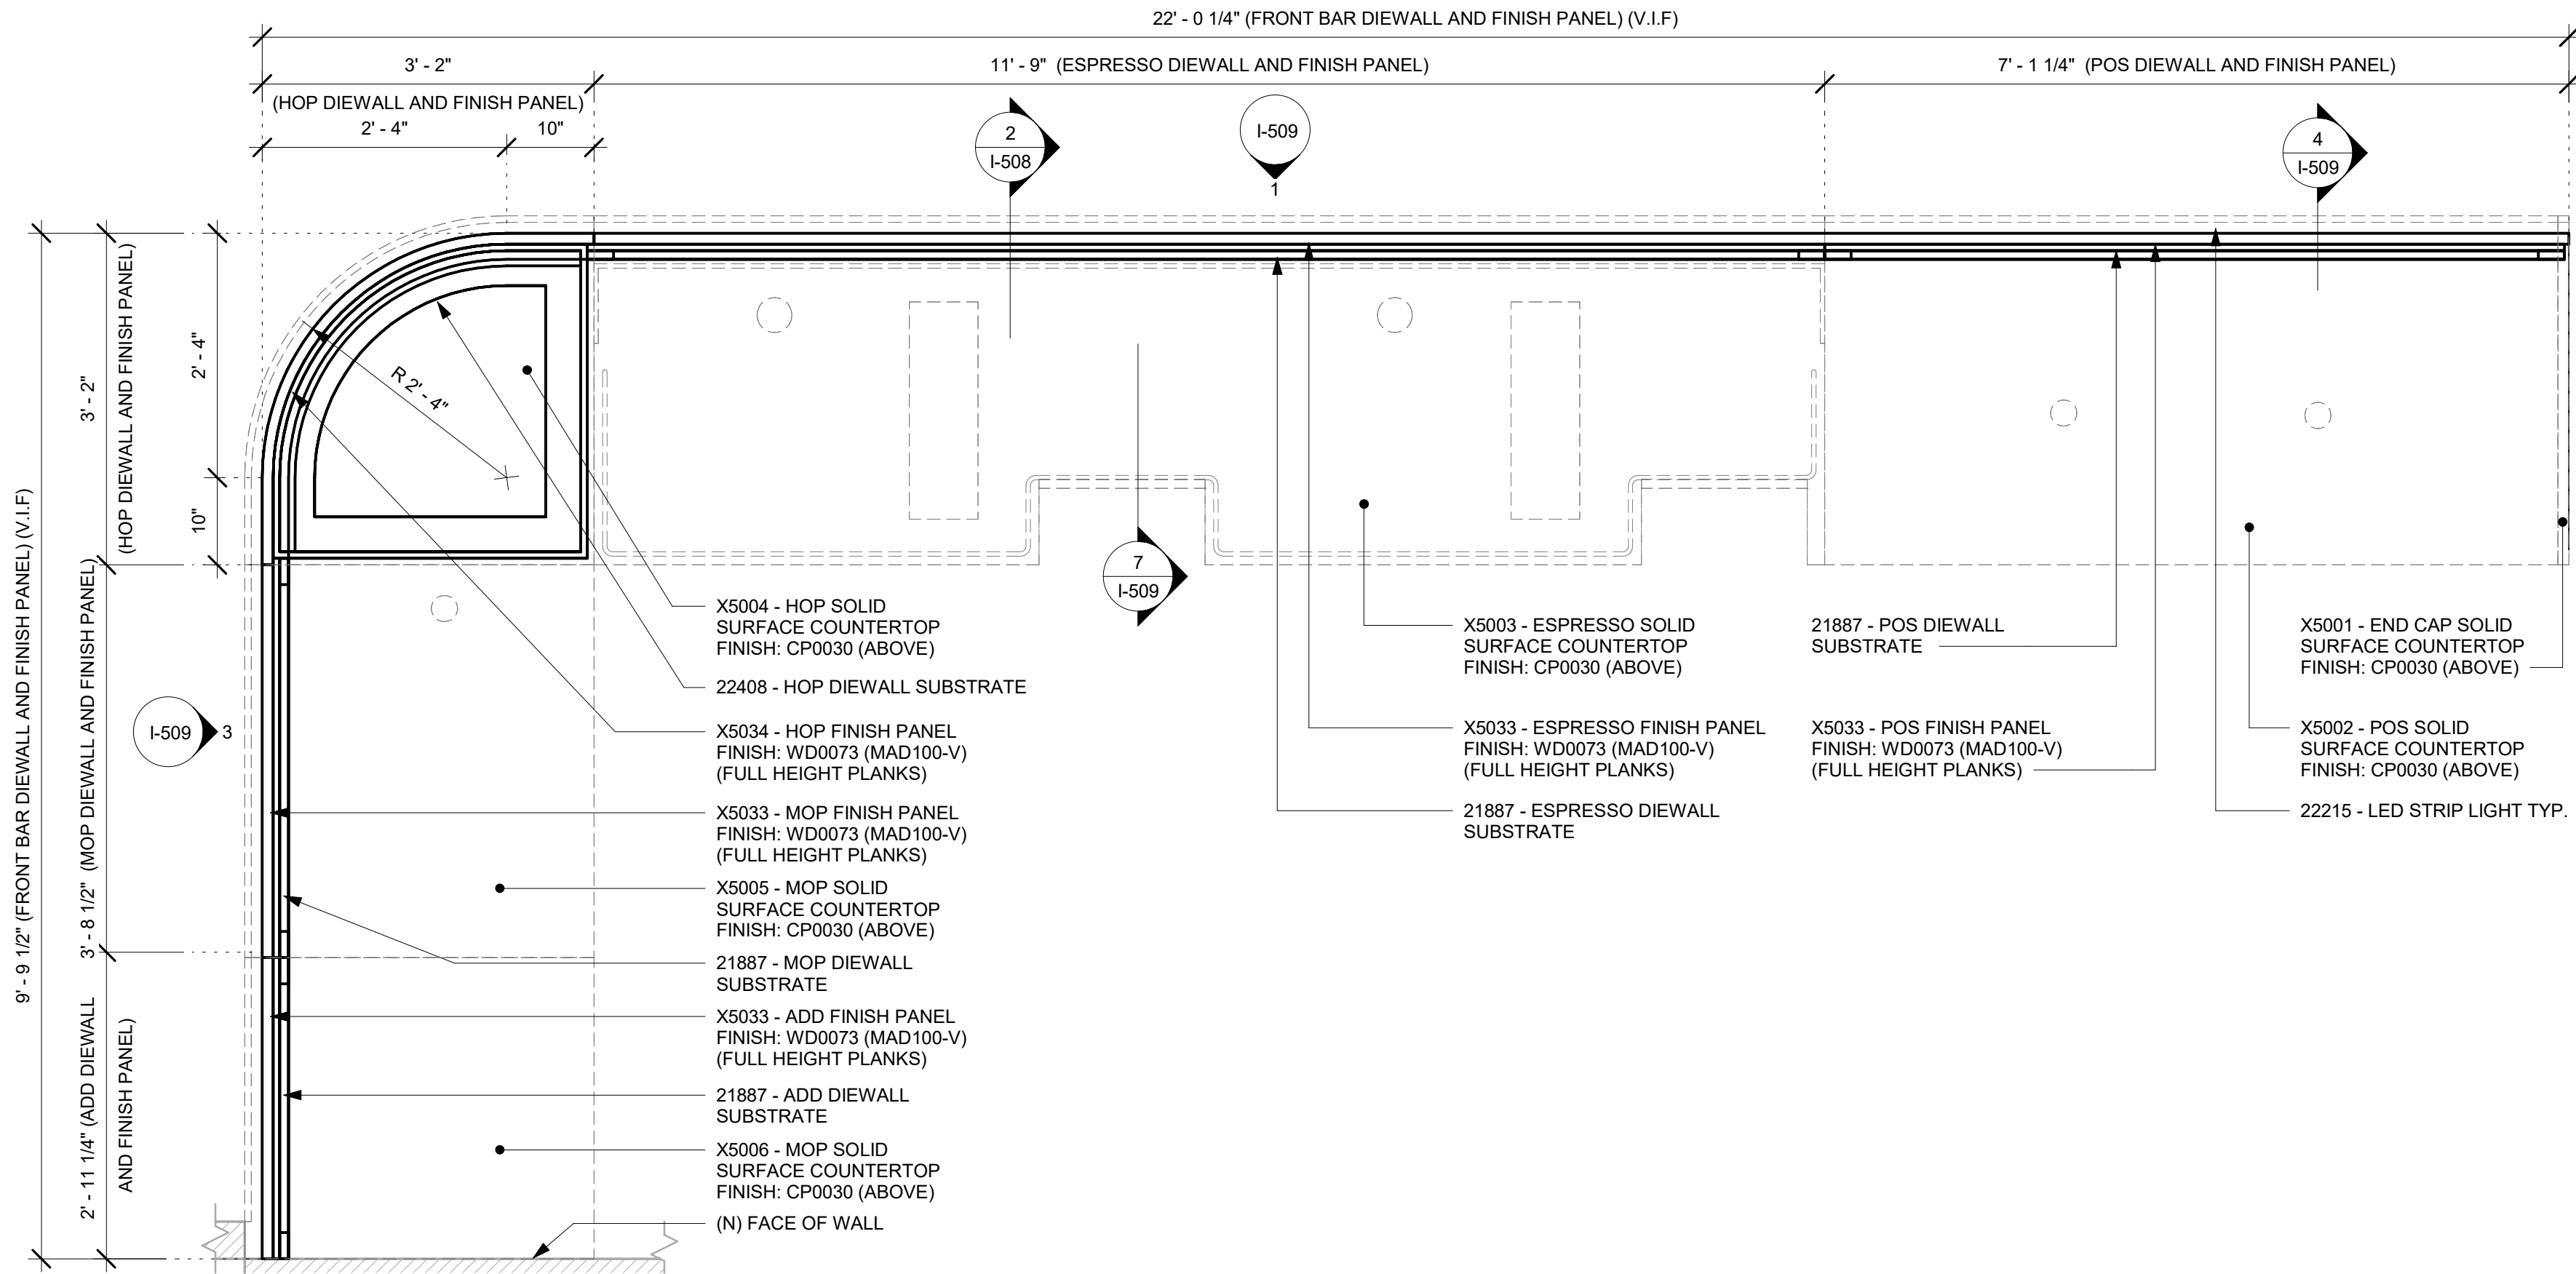 22' - 0 1/4" (FRONT BAR DIEWALL AND FINISH PANEL) (V.I.F)
3' - 2"
11' - 9" (ESPRESSO DIEWALL AND FINISH PANEL)
7' - 1 1/4" (POS DIEWALL AND FINISH PANEL)
(HOP DIEWALL AND FINISH PANEL)
2' - 4"
10"
2
I-508
I-509
1
4
I-509
9' - 9 1/2" (FRONT BAR DIEWALL AND FINISH PANEL) (V.I.F)
3' - 2"
(HOP DIEWALL AND FINISH PANEL)
2' - 4"
10"
R 2' - 4"
3' - 8 1/2" (MOP DIEWALL AND FINISH PANEL)
2' - 11 1/4" (ADD DIEWALL
AND FINISH PANEL)
I-509
3
7
I-509
X5004 - HOP SOLID
SURFACE COUNTERTOP
FINISH: CP0030 (ABOVE)
22408 - HOP DIEWALL SUBSTRATE
X5034 - HOP FINISH PANEL
FINISH: WD0073 (MAD100-V)
(FULL HEIGHT PLANKS)
X5033 - MOP FINISH PANEL
FINISH: WD0073 (MAD100-V)
(FULL HEIGHT PLANKS)
X5005 - MOP SOLID
SURFACE COUNTERTOP
FINISH: CP0030 (ABOVE)
21887 - MOP DIEWALL
SUBSTRATE
X5033 - ADD FINISH PANEL
FINISH: WD0073 (MAD100-V)
(FULL HEIGHT PLANKS)
21887 - ADD DIEWALL
SUBSTRATE
X5006 - MOP SOLID
SURFACE COUNTERTOP
FINISH: CP0030 (ABOVE)
(N) FACE OF WALL
X5003 - ESPRESSO SOLID
SURFACE COUNTERTOP
FINISH: CP0030 (ABOVE)
X5033 - ESPRESSO FINISH PANEL
FINISH: WD0073 (MAD100-V)
(FULL HEIGHT PLANKS)
21887 - ESPRESSO DIEWALL
SUBSTRATE
21887 - POS DIEWALL
SUBSTRATE
X5033 - POS FINISH PANEL
FINISH: WD0073 (MAD100-V)
(FULL HEIGHT PLANKS)
X5001 - END CAP SOLID
SURFACE COUNTERTOP
FINISH: CP0030 (ABOVE)
X5002 - POS SOLID
SURFACE COUNTERTOP
FINISH: CP0030 (ABOVE)
22215 - LED STRIP LIGHT TYP.